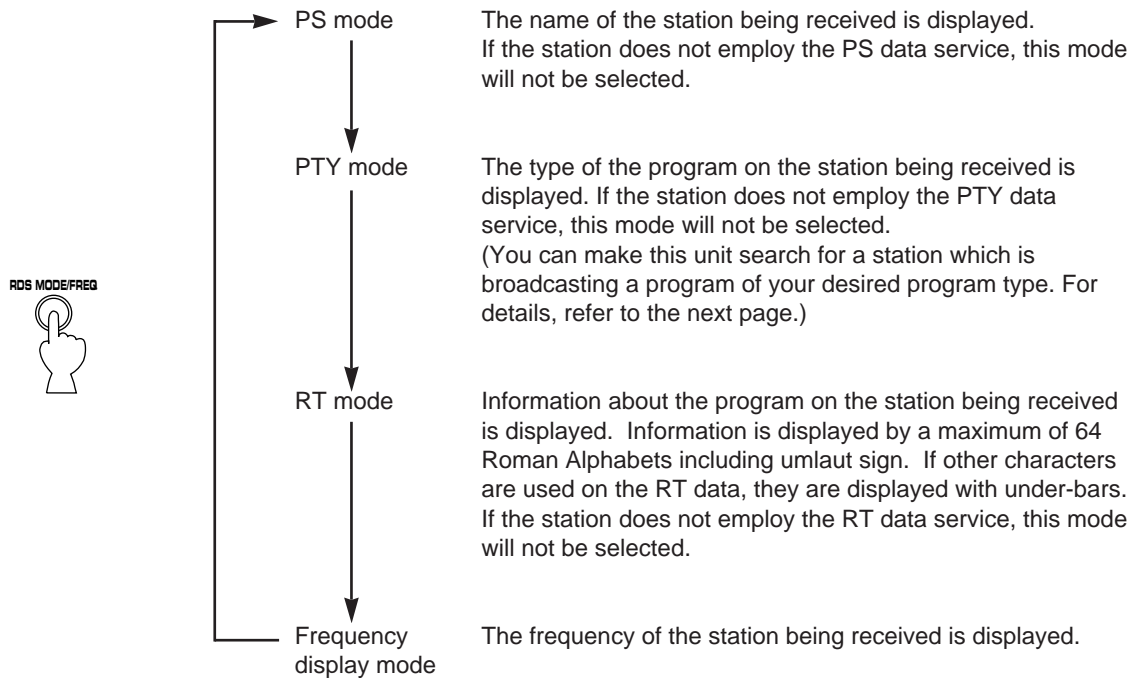 PS mode
The name of the station being received is displayed.
If the station does not employ the PS data service, this mode
will not be selected.
PTY mode
The type of the program on the station being received is
displayed. If the station does not employ the PTY data
service, this mode will not be selected.
(You can make this unit search for a station which is
broadcasting a program of your desired program type. For
details, refer to the next page.)
RDS MODE/FREQ
RT mode
Information about the program on the station being received
is displayed.  Information is displayed by a maximum of 64
Roman Alphabets including umlaut sign.  If other characters
are used on the RT data, they are displayed with under-bars.
If the station does not employ the RT data service, this mode
will not be selected.
Frequency
display mode
The frequency of the station being received is displayed.